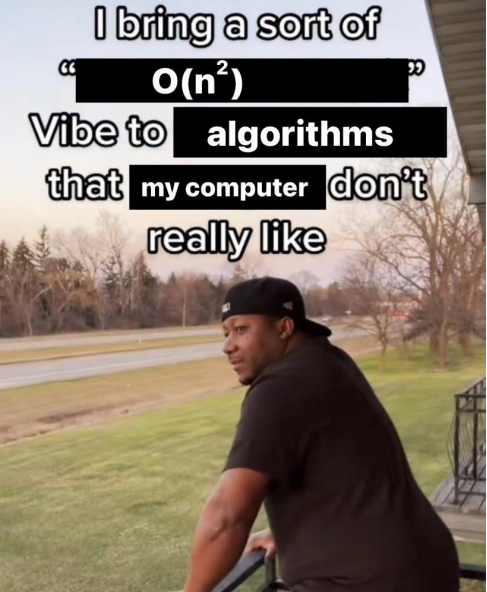 I bring a sort of
“ O(n²) ”
Vibe to algorithms
that my computer don’t
really like